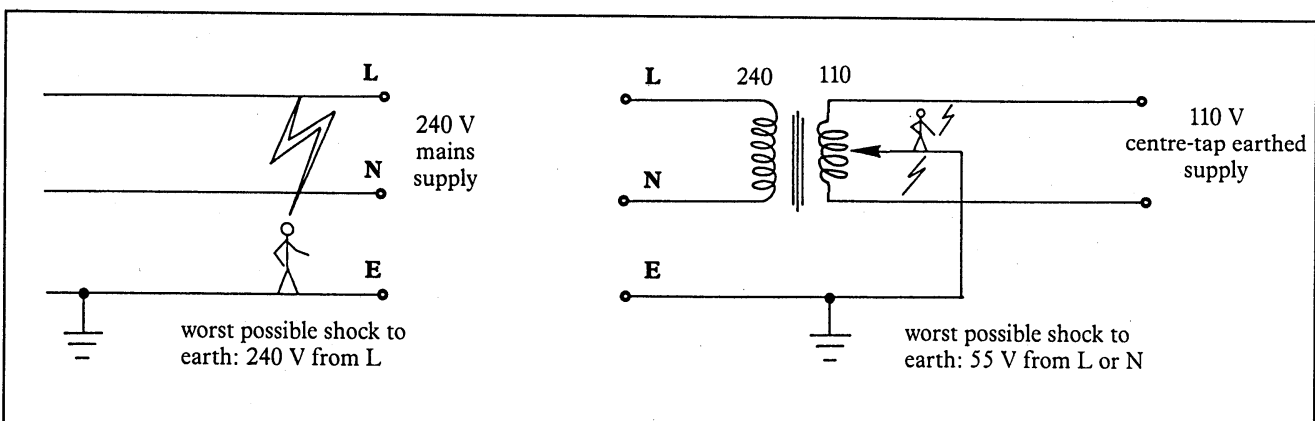 L
N
E
240 V
mains
supply
worst possible shock to
earth: 240 V from L
L
N
E
240
110
110 V
centre-tap earthed
supply
worst possible shock to
earth: 55 V from L or N